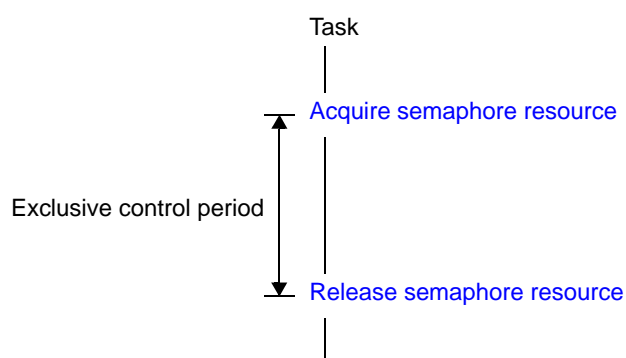 Task
Acquire semaphore resource
Exclusive control period
Release semaphore resource